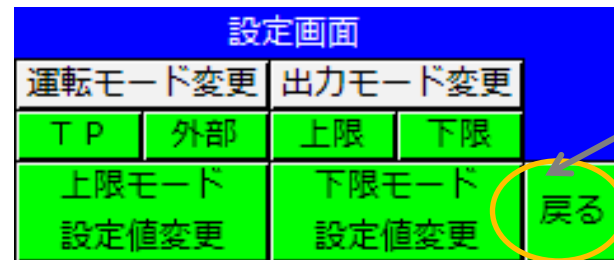 設定画面
運転モード変更 出力モード変更
ＴＰ 外部 上限 下限
上限モード 下限モード
設定値変更 設定値変更
戻る